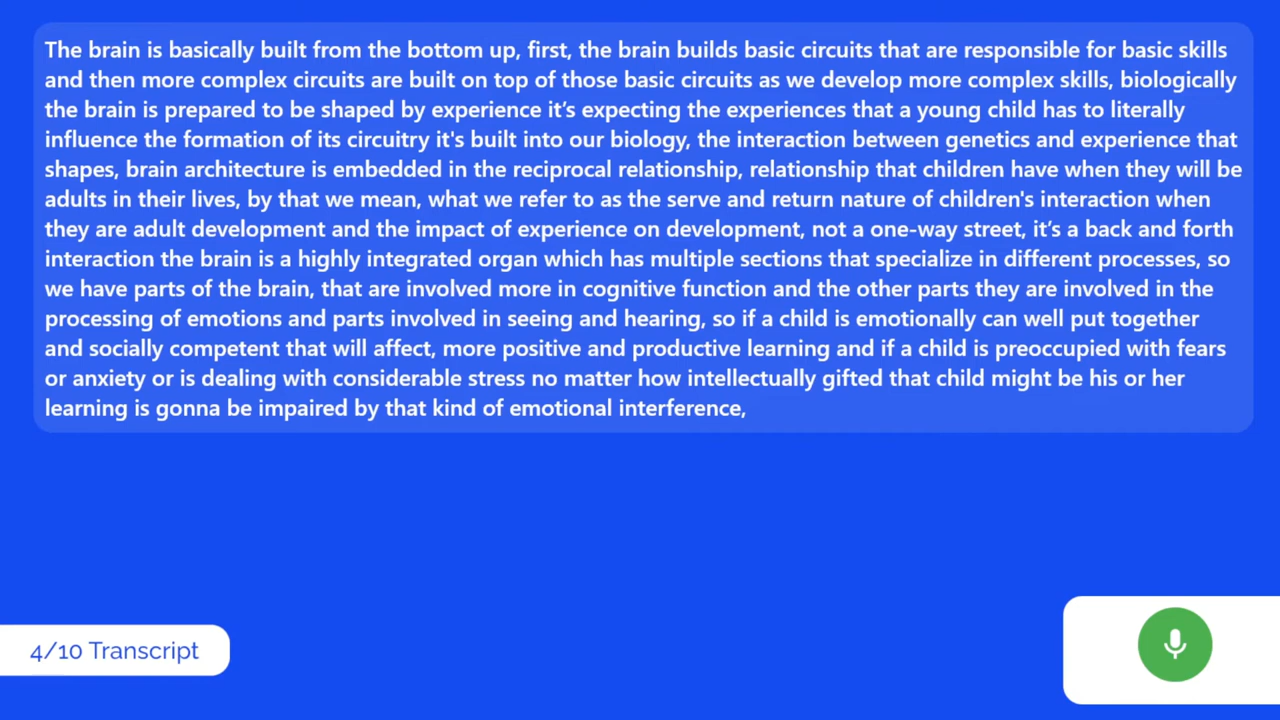 The brain is basically built from the bottom up, first, the brain builds basic circuits that are responsible for basic skills
and then more complex circuits are built on top of those basic circuits as we develop more complex skills, biologically
the brain is prepared to be shaped by experience it’s expecting the experiences that a young child has to literally
influence the formation of its circuitry it's built into our biology, the interaction between genetics and experience that
shapes, brain architecture is embedded in the reciprocal relationship, relationship that children have when they will be
adults in their lives, by that we mean, what we refer to as the serve and return nature of children's interaction when
they are adult development and the impact of experience on development, not a one-way street, it’s a back and forth
interaction the brain is a highly integrated organ which has multiple sections that specialize in different processes, so
we have parts of the brain, that are involved more in cognitive function and the other parts they are involved in the
processing of emotions and parts involved in seeing and hearing, so if a child is emotionally can well put together
and socially competent that will affect, more positive and productive learning and if a child is preoccupied with fears
or anxiety or is dealing with considerable stress no matter how intellectually gifted that child might be his or her
learning is gonna be impaired by that kind of emotional interference,
4/10 Transcript